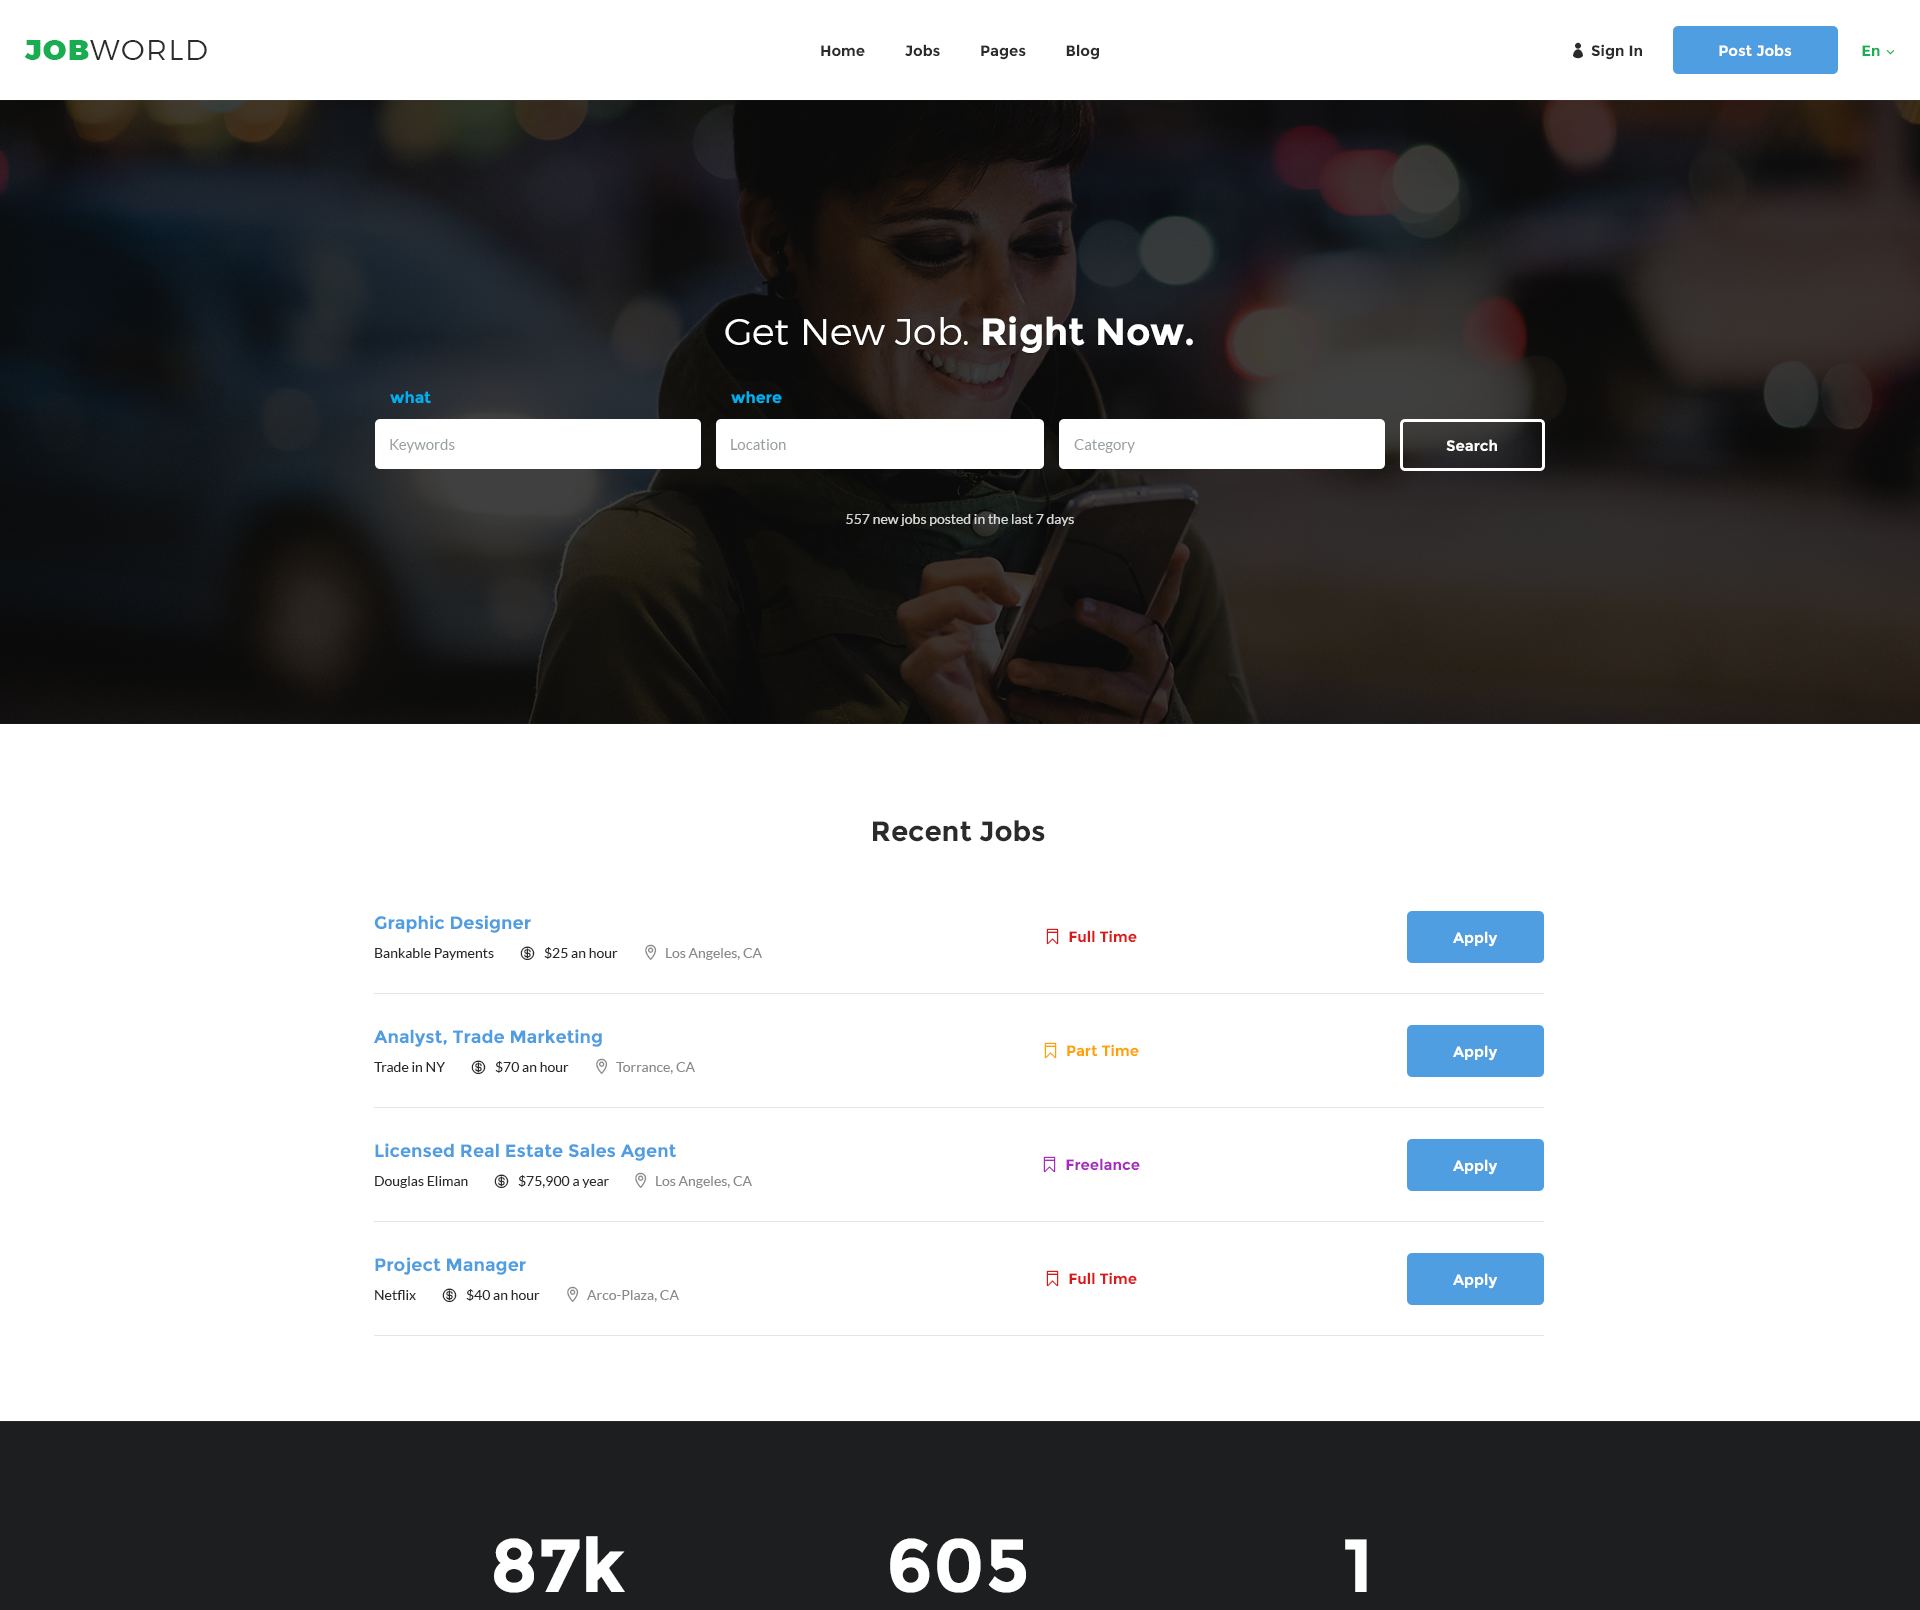 JOBWORLD
Home Jobs Pages Blog
Sign In
Post Jobs
En
Get New Job. Right Now.
what where
Keywords Location Category Search
557 new jobs posted in the last 7 days
Recent Jobs
Graphic Designer
Bankable Payments $25 an hour Los Angeles, CA
Full Time
Apply
Analyst, Trade Marketing
Trade in NY $70 an hour Torrance, CA
Part Time
Apply
Licensed Real Estate Sales Agent
Douglas Eliman $75,900 a year Los Angeles, CA
Freelance
Apply
Project Manager
Netflix $40 an hour Arco-Plaza, CA
Full Time
Apply
87k 605 1